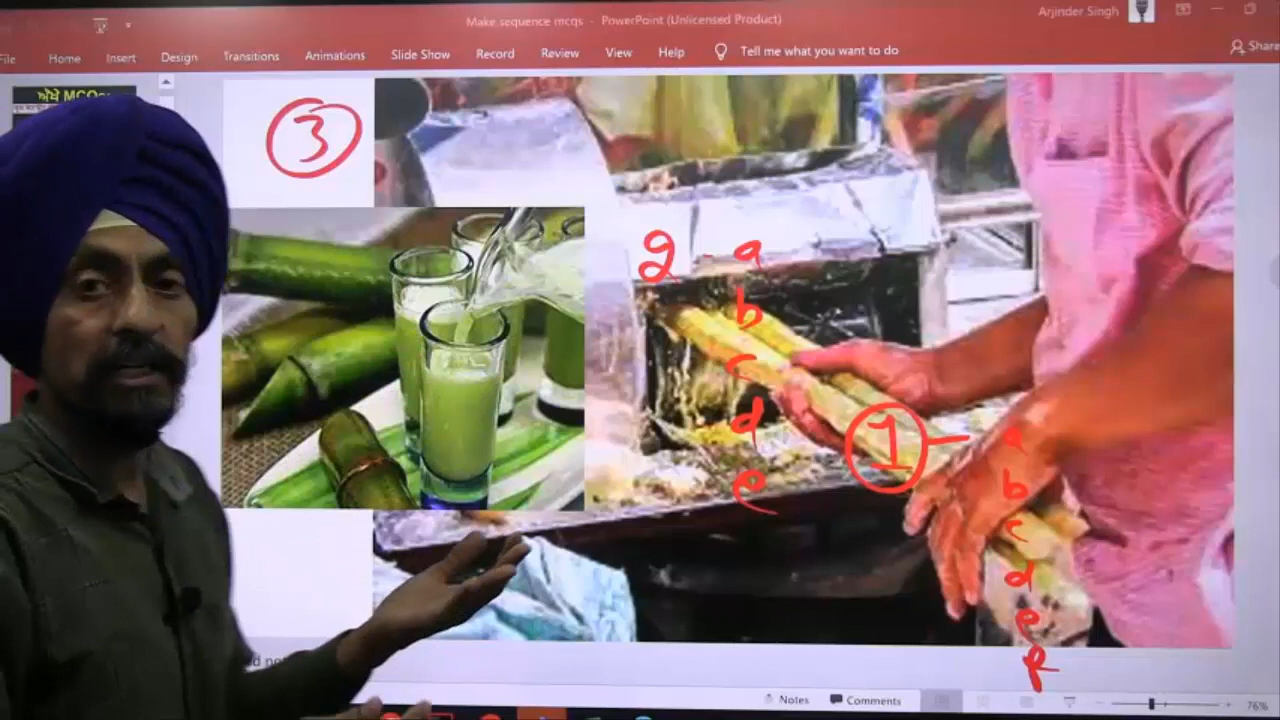 Make sequence mcqs - PowerPoint (Unlicensed Product)
Arjinder Singh
File Home Insert Design Transitions Animations Slide Show Record Review View Help Tell me what you want to do Share
ਔਖੇ MCQs
3
2 - a
b
c
d
e
1 - a
b
c
d
e
f
Notes Comments 76%